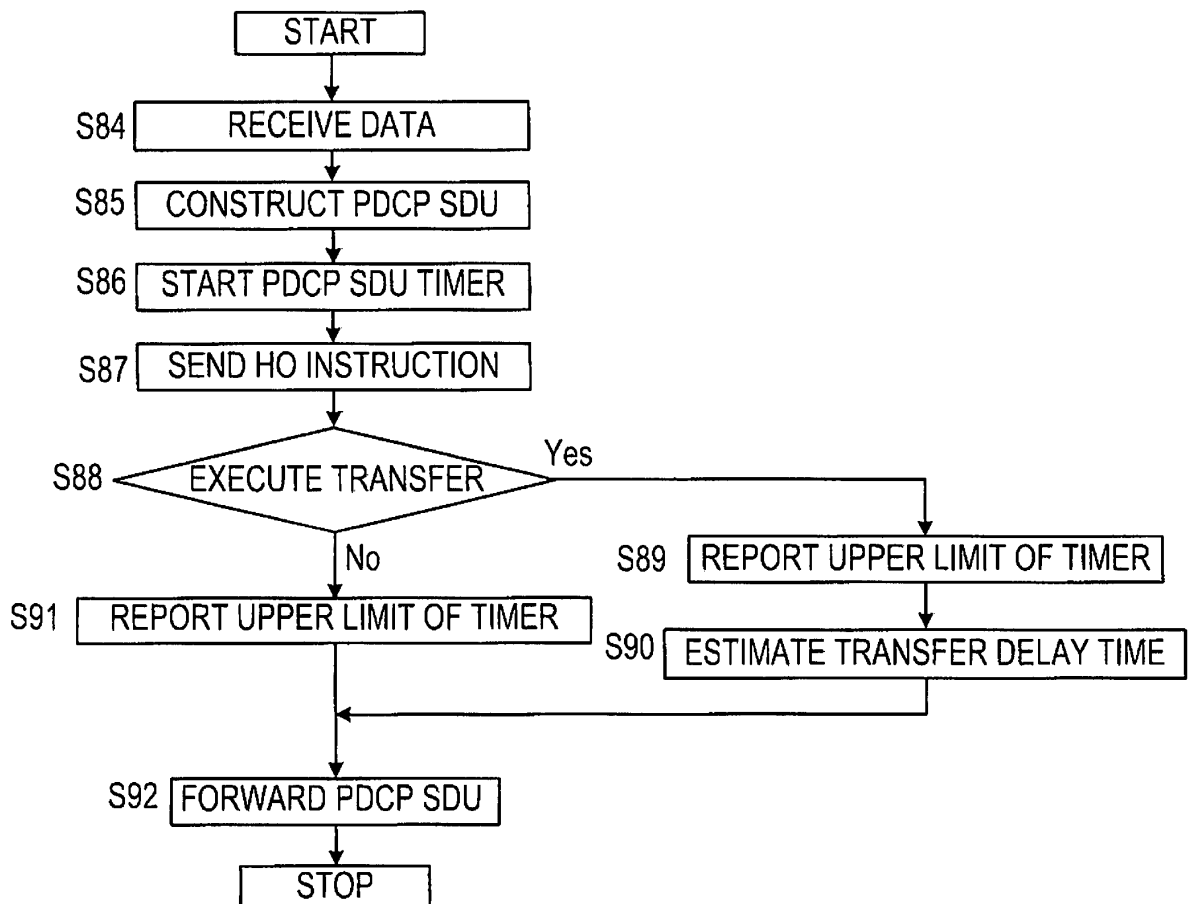 START
S84 RECEIVE DATA
S85 CONSTRUCT PDCP SDU
S86 START PDCP SDU TIMER
S87 SEND HO INSTRUCTION
S88 EXECUTE TRANSFER
Yes
No
S89 REPORT UPPER LIMIT OF TIMER
S90 ESTIMATE TRANSFER DELAY TIME
S91 REPORT UPPER LIMIT OF TIMER
S92 FORWARD PDCP SDU
STOP